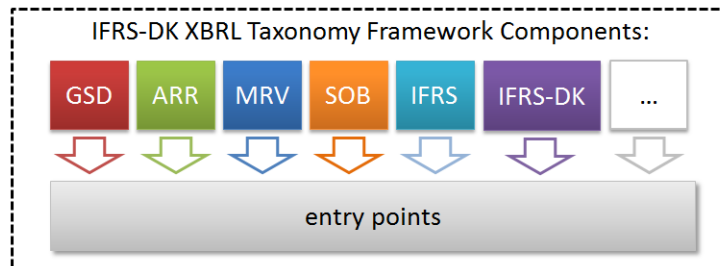 IFRS-DK XBRL Taxonomy Framework Components:
GSD ARR MRV SOB IFRS IFRS-DK ...
entry points